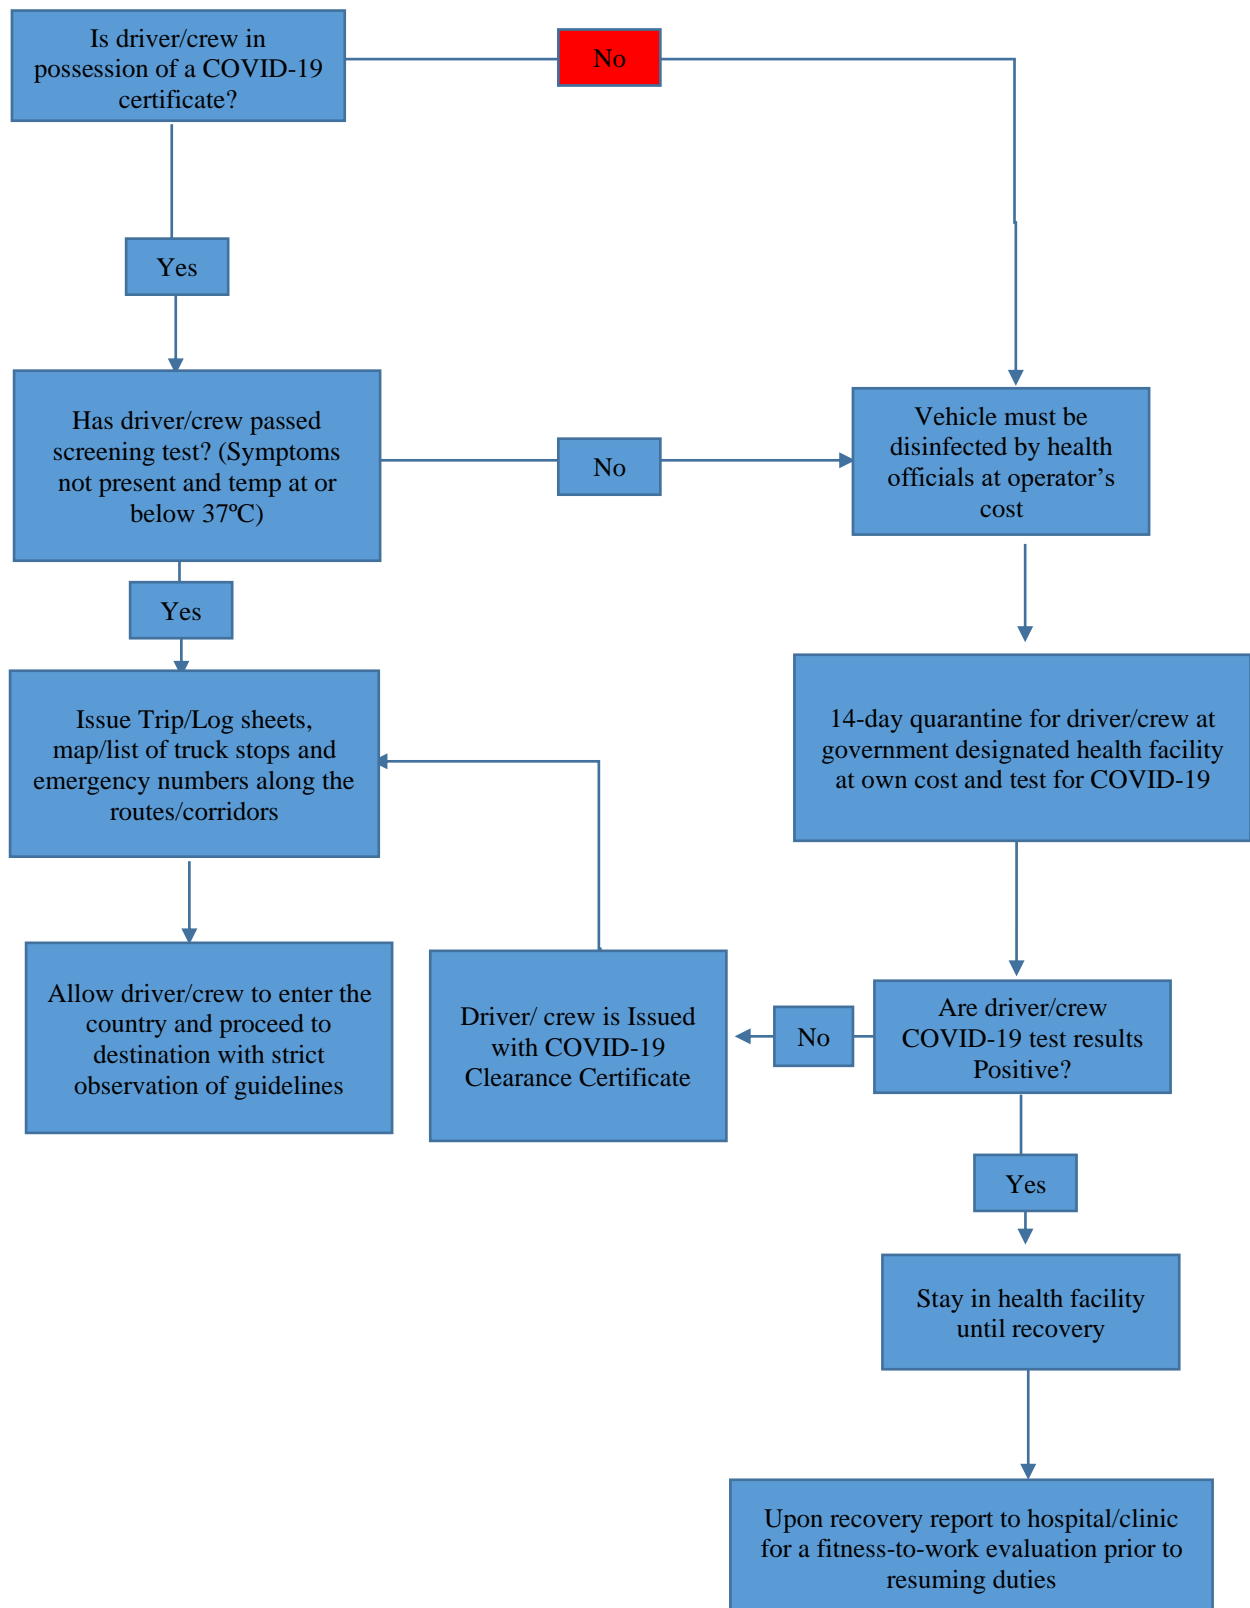 Is driver/crew in
possession of a COVID-19
certificate?
No
Yes
Has driver/crew passed
screening test? (Symptoms
not present and temp at or
below 37ºC)
No
Vehicle must be
disinfected by health
officials at operator’s
cost
Yes
Issue Trip/Log sheets,
map/list of truck stops and
emergency numbers along the
routes/corridors
14-day quarantine for driver/crew at
government designated health facility
at own cost and test for COVID-19
Allow driver/crew to enter the
country and proceed to
destination with strict
observation of guidelines
Driver/ crew is Issued
with COVID-19
Clearance Certificate
No
Are driver/crew
COVID-19 test results
Positive?
Yes
Stay in health facility
until recovery
Upon recovery report to hospital/clinic
for a fitness-to-work evaluation prior to
resuming duties